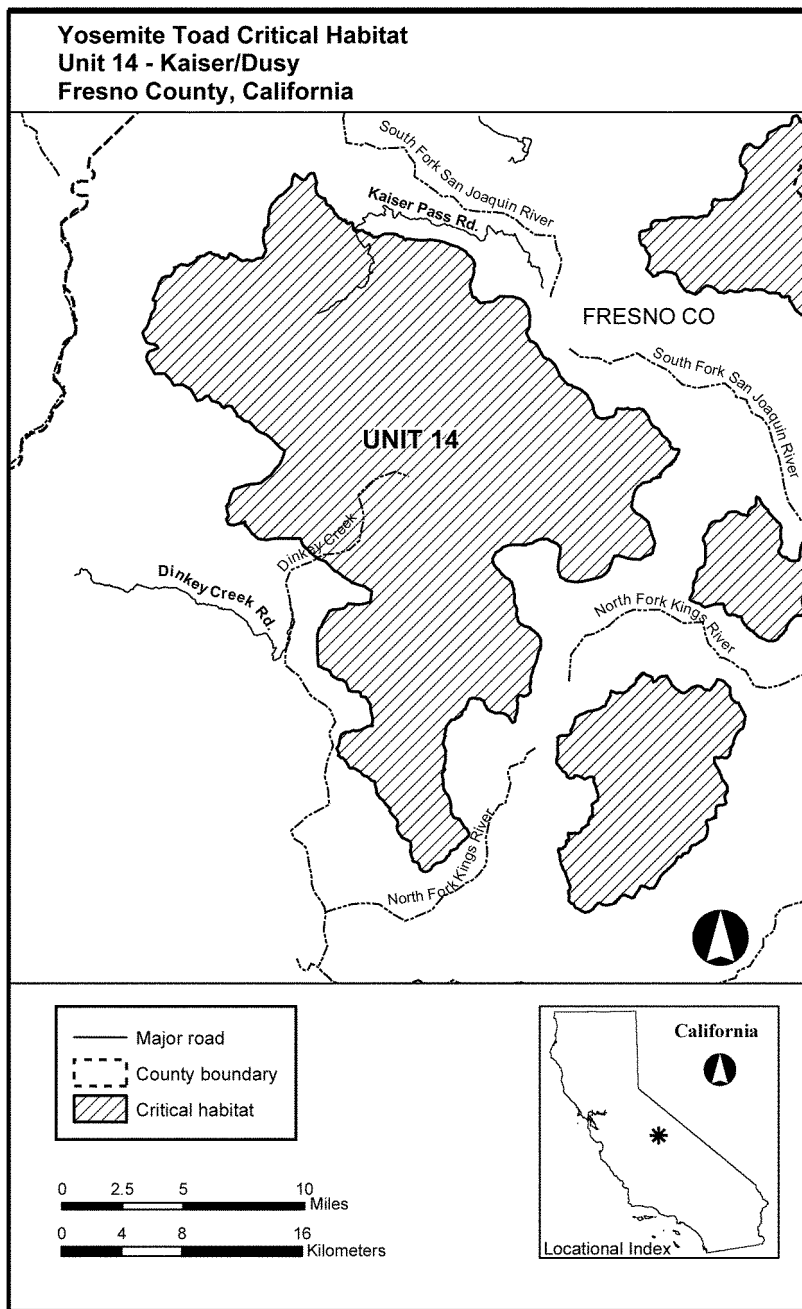 Yosemite Toad Critical Habitat
Unit 14 - Kaiser/Dusy
Fresno County, California
South Fork San Joaquin River
Kaiser Pass Rd.
FRESNO CO
South Fork San Joaquin River
UNIT 14
Dinkey Creek
Dinkey Creek Rd.
North Fork Kings River
North Fork Kings River
Major road
County boundary
Critical habitat
0 2.5 5 10
Miles
0 4 8 16
Kilometers
California
Locational Index